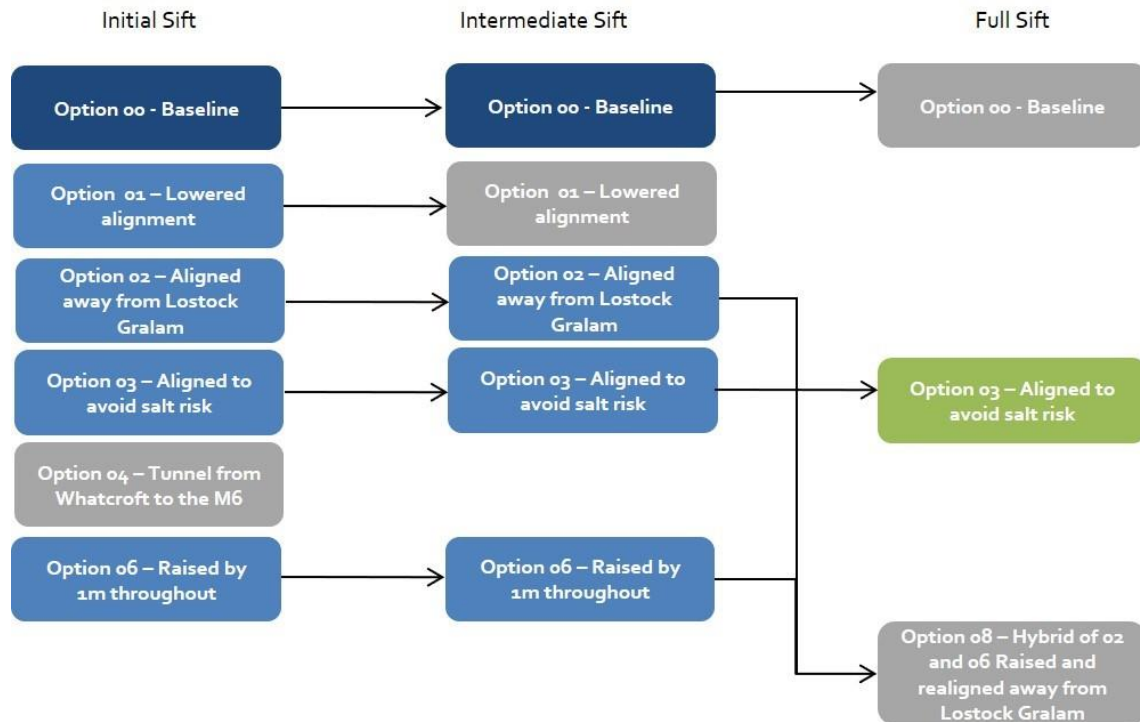 Initial Sift
Intermediate Sift
Full Sift
Option 00 - Baseline
Option 00 - Baseline
Option 00 - Baseline
Option 01 – Lowered
alignment
Option 01 – Lowered
alignment
Option 02 – Aligned
away from Lostock
Gralam
Option 02 – Aligned
away from Lostock
Gralam
Option 03 – Aligned to
avoid salt risk
Option 03 – Aligned to
avoid salt risk
Option 03 – Aligned to
avoid salt risk
Option 04 – Tunnel from
Whatcroft to the M6
Option 06 – Raised by
1m throughout
Option 06 – Raised by
1m throughout
Option 08 – Hybrid of 02
and 06 Raised and
realigned away from
Lostock Gralam